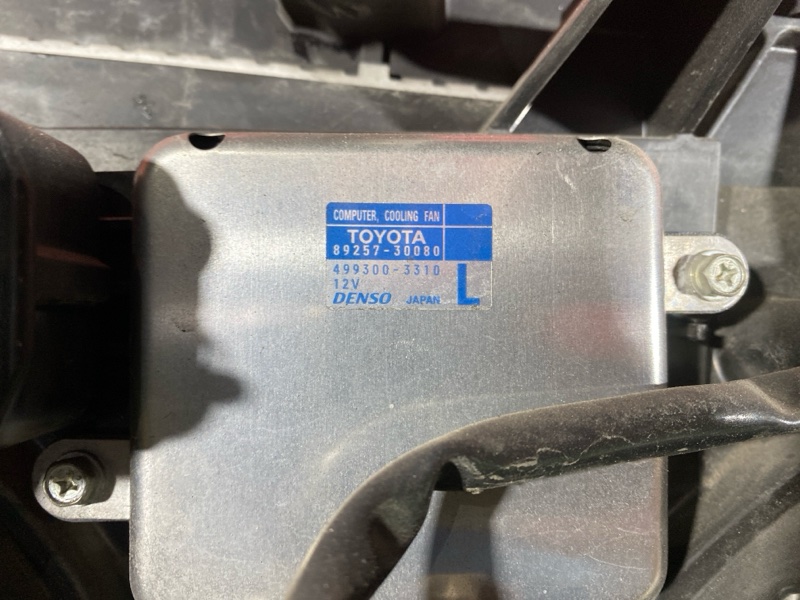 COMPUTER, COOLING FAN
TOYOTA
89257-30080
499300-3310
12V
DENSO JAPAN L